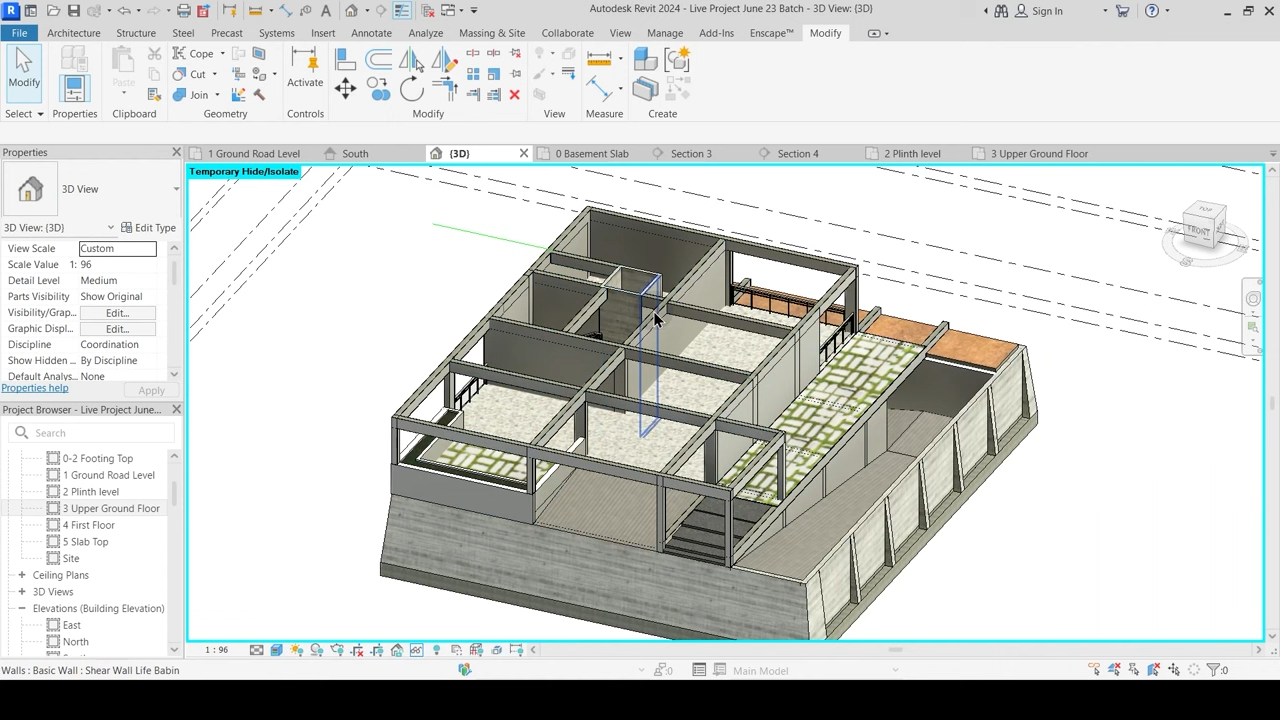 Autodesk Revit 2024 - Live Project June 23 Batch - 3D View: {3D}
Sign In
File Architecture Structure Steel Precast Systems Insert Annotate Analyze Massing & Site Collaborate View Manage Add-Ins Enscape™ Modify
Modify
Paste
Cope
Cut
Join
Activate
Select Properties Clipboard Geometry Controls Modify View Measure Create
Properties
1 Ground Road Level South {3D} 0 Basement Slab Section 3 Section 4 2 Plinth level 3 Upper Ground Floor
Temporary Hide/Isolate
3D View
3D View: {3D} Edit Type
View Scale Custom
Scale Value 1: 96
Detail Level Medium
Parts Visibility Show Original
Visibility/Grap... Edit...
Graphic Displ... Edit...
Discipline Coordination
Show Hidden ... By Discipline
Default Analys... None
Properties help Apply
Project Browser - Live Project June...
Search
0-2 Footing Top
1 Ground Road Level
2 Plinth level
3 Upper Ground Floor
4 First Floor
5 Slab Top
Site
Ceiling Plans
3D Views
Elevations (Building Elevation)
East
North
TOP
FRONT
1 : 96
Walls : Basic Wall : Shear Wall Life Babin
:0
Main Model
:0